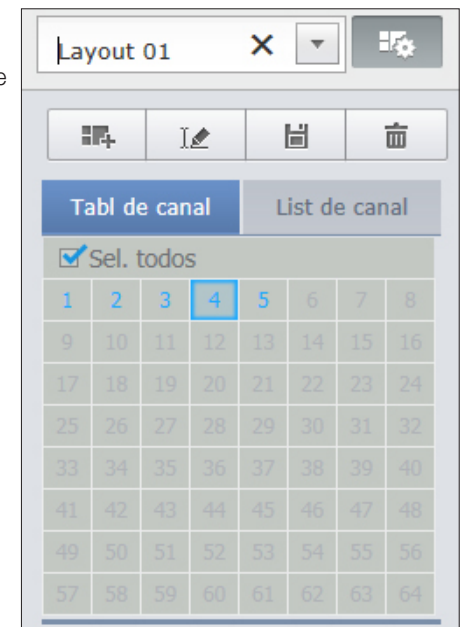 Layout 01
e
Tabl de canal List de canal
Sel. todos
1 2 3 4 5 6 7 8
9 10 11 12 13 14 15 16
17 18 19 20 21 22 23 24
25 26 27 28 29 30 31 32
33 34 35 36 37 38 39 40
41 42 43 44 45 46 47 48
49 50 51 52 53 54 55 56
57 58 59 60 61 62 63 64